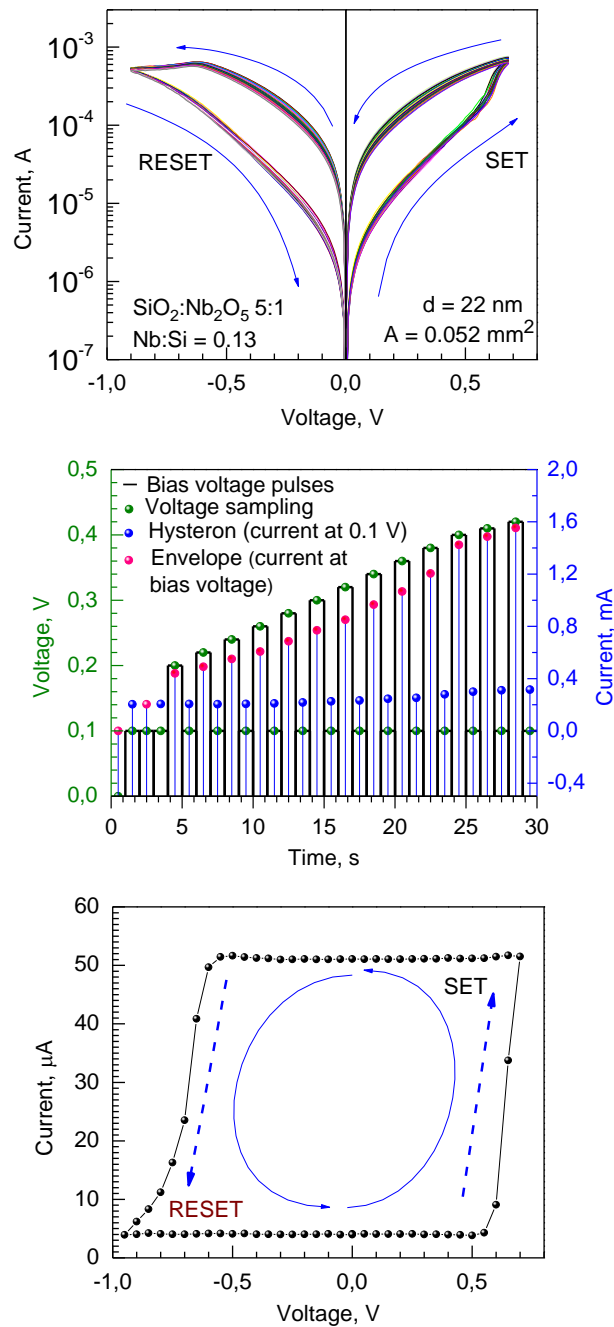 10⁻³
10⁻⁴
10⁻⁵
10⁻⁶
10⁻⁷
Current, A
RESET
SET
SiO₂:Nb₂O₅ 5:1
Nb:Si = 0.13
d = 22 nm
A = 0.052 mm²
-1,0 -0,5 0,0 0,5
Voltage, V
0,5
0,4
0,3
0,2
0,1
0,0
Voltage, V
Bias voltage pulses
Voltage sampling
Hysteron (current at 0.1 V)
Envelope (current at
bias voltage)
2,0
1,6
1,2
0,8
0,4
0,0
-0,4
Current, mA
0 5 10 15 20 25 30
Time, s
60
50
40
30
20
10
0
Current, µA
SET
RESET
-1,0 -0,5 0,0 0,5
Voltage, V